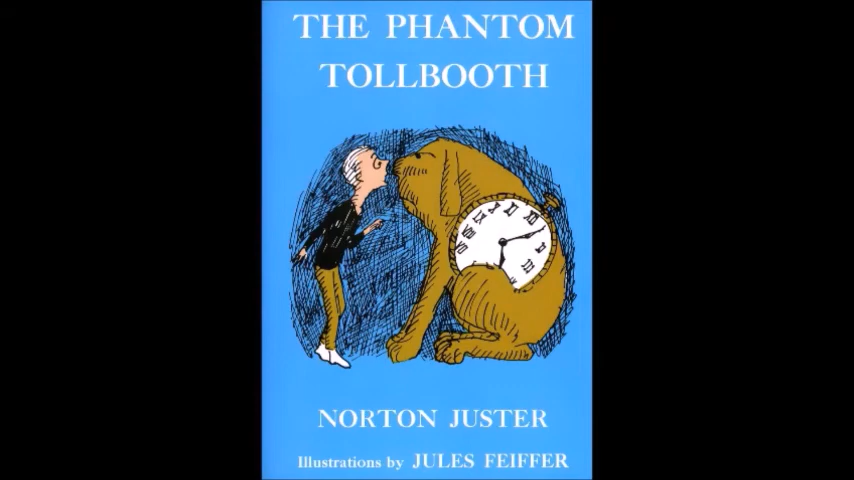 THE PHANTOM
TOLLBOOTH
NORTON JUSTER
Illustrations by JULES FEIFFER